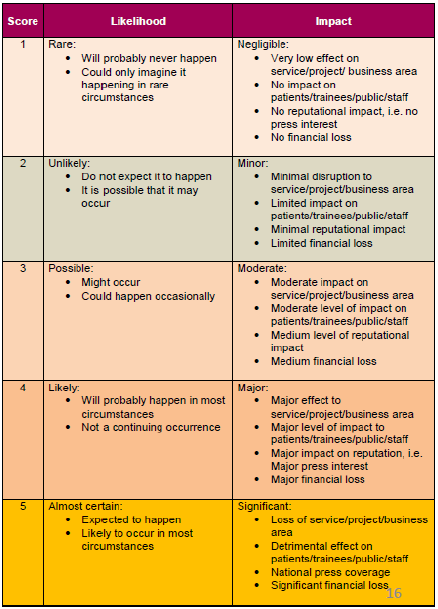 Score Likelihood Impact
1 Rare:
• Will probably never happen
• Could only imagine it
happening in rare
circumstances
Negligible:
• Very low effect on
service/project/ business area
• No impact on
patients/trainees/public/staff
• No reputational impact, i.e. no
press interest
• No financial loss
2 Unlikely:
• Do not expect it to happen
• It is possible that it may
occur
Minor:
• Minimal disruption to
service/project/business area
• Limited impact on
patients/trainees/public/staff
• Minimal reputational impact
• Limited financial loss
3 Possible:
• Might occur
• Could happen occasionally
Moderate:
• Moderate impact on
service/project/business area
• Moderate level of impact on
patients/trainees/public/staff
• Medium level of reputational
impact
• Medium financial loss
4 Likely:
• Will probably happen in most
circumstances
• Not a continuing occurrence
Major:
• Major effect to
service/project/business area
• Major level of impact to
patients/trainees/public/staff
• Major impact on reputation, i.e.
Major press interest
• Major financial loss
5 Almost certain:
• Expected to happen
• Likely to occur in most
circumstances
Significant:
• Loss of service/project/business
area
• Detrimental effect on
patients/trainees/public/staff
• National press coverage
• Significant financial loss
16